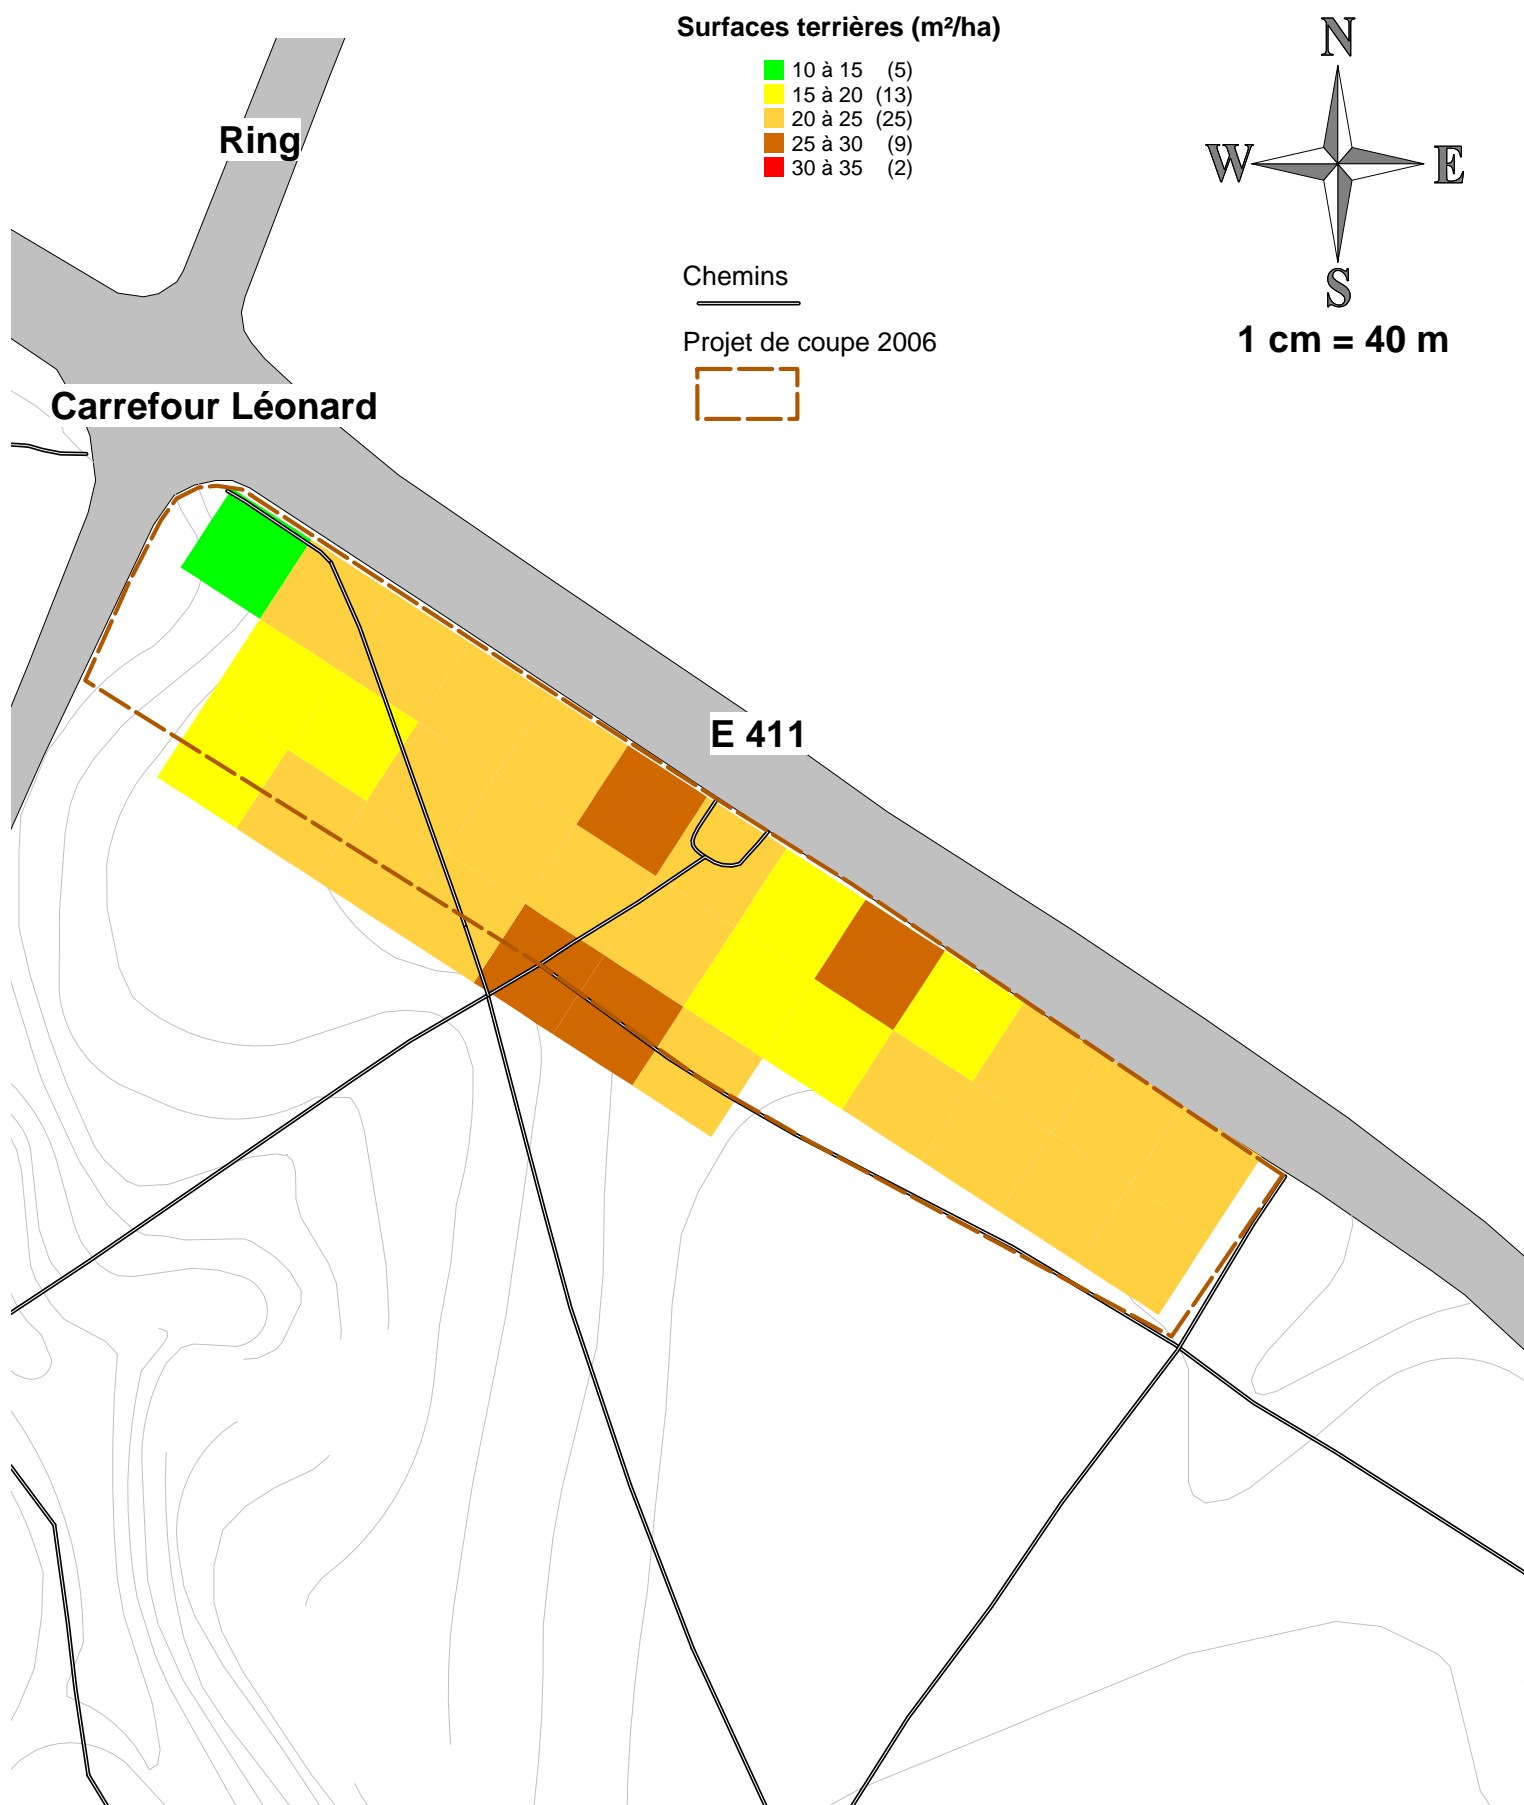 Surfaces terrières (m²/ha)
10 à 15 (5)
15 à 20 (13)
20 à 25 (25)
25 à 30 (9)
30 à 35 (2)
N
W E
S
1 cm = 40 m
Chemins
Projet de coupe 2006
Ring
Carrefour Léonard
E 411